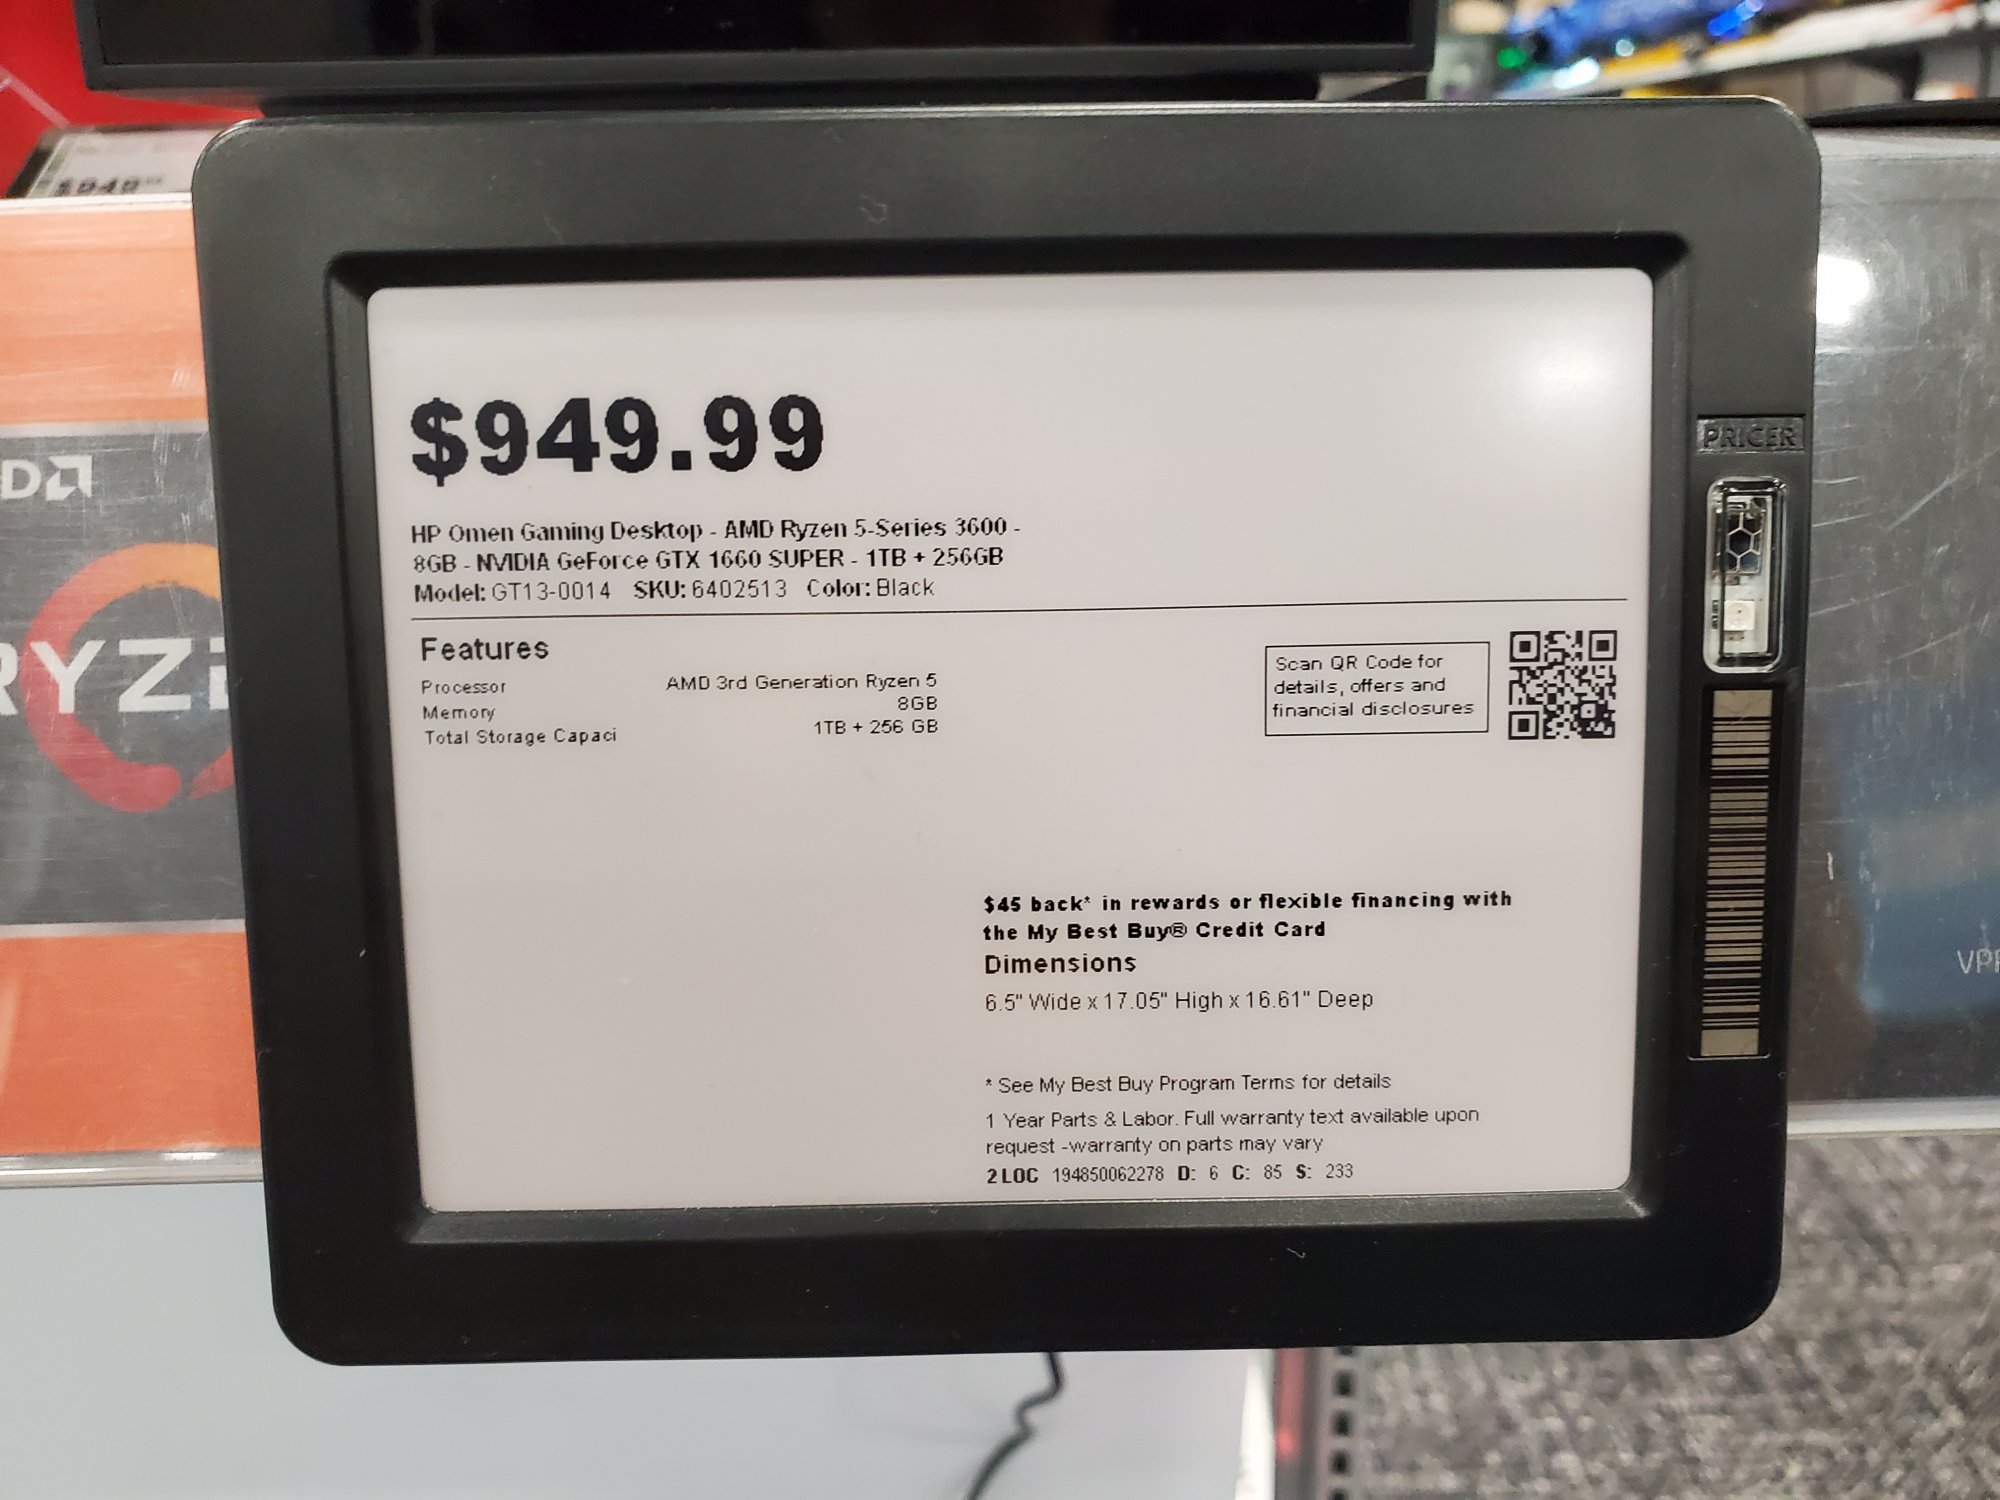 $949.99
HP Omen Gaming Desktop - AMD Ryzen 5-Series 3600 -
8GB - NVIDIA GeForce GTX 1660 SUPER - 1TB + 256GB
Model: GT13-0014 SKU: 6402513 Color: Black
Features
Processor AMD 3rd Generation Ryzen 5
Memory 8GB
Total Storage Capaci 1TB + 256 GB
Scan QR Code for
details, offers and
financial disclosures
$45 back* in rewards or flexible financing with
the My Best Buy® Credit Card
Dimensions
6.5" Wide x 17.05" High x 16.61" Deep
* See My Best Buy Program Terms for details
1 Year Parts & Labor. Full warranty text available upon
request -warranty on parts may vary
2 LOC 194850062278 D: 6 C: 85 S: 233
PRICER
$949
RYZ